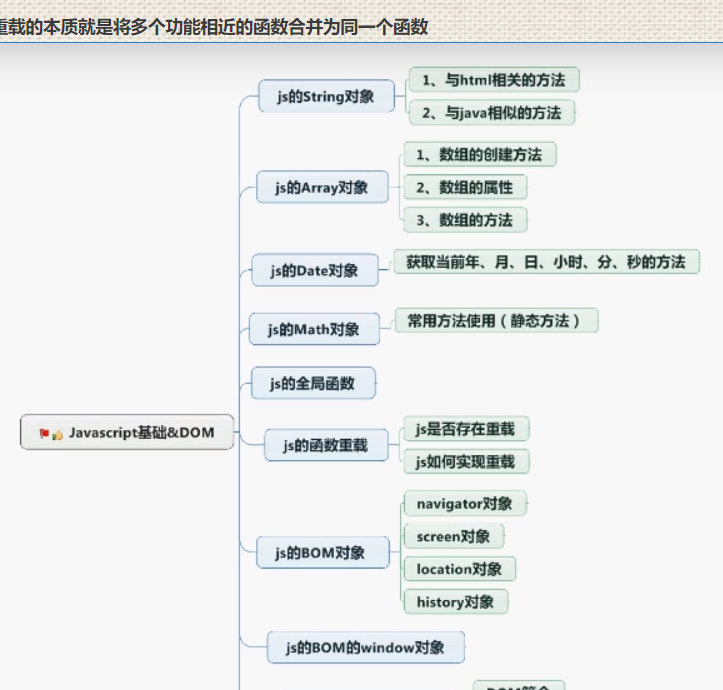 重载的本质就是将多个功能相近的函数合并为同一个函数
js的String对象
1、与html相关的方法
2、与java相似的方法
js的Array对象
1、数组的创建方法
2、数组的属性
3、数组的方法
js的Date对象
获取当前年、月、日、小时、分、秒的方法
js的Math对象
常用方法使用（静态方法）
js的全局函数
Javascript基础&DOM
js的函数重载
js是否存在重载
js如何实现重载
js的BOM对象
navigator对象
screen对象
location对象
history对象
js的BOM的window对象